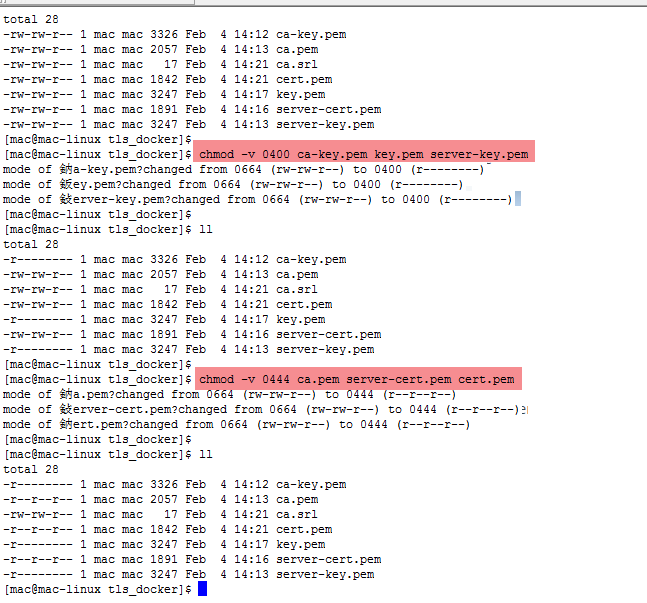 total 28
-rw-rw-r-- 1 mac mac 3326 Feb  4 14:12 ca-key.pem
-rw-rw-r-- 1 mac mac 2057 Feb  4 14:13 ca.pem
-rw-rw-r-- 1 mac mac   17 Feb  4 14:21 ca.srl
-rw-rw-r-- 1 mac mac 1842 Feb  4 14:21 cert.pem
-rw-rw-r-- 1 mac mac 3247 Feb  4 14:17 key.pem
-rw-rw-r-- 1 mac mac 1891 Feb  4 14:16 server-cert.pem
-rw-rw-r-- 1 mac mac 3247 Feb  4 14:13 server-key.pem
[mac@mac-linux tls_docker]$
[mac@mac-linux tls_docker]$ chmod -v 0400 ca-key.pem key.pem server-key.pem
mode of 鈉a-key.pem?changed from 0664 (rw-rw-r--) to 0400 (r--------)
mode of 鈑ey.pem?changed from 0664 (rw-rw-r--) to 0400 (r--------)
mode of 鈙erver-key.pem?changed from 0664 (rw-rw-r--) to 0400 (r--------)
[mac@mac-linux tls_docker]$
[mac@mac-linux tls_docker]$ ll
total 28
-r-------- 1 mac mac 3326 Feb  4 14:12 ca-key.pem
-rw-rw-r-- 1 mac mac 2057 Feb  4 14:13 ca.pem
-rw-rw-r-- 1 mac mac   17 Feb  4 14:21 ca.srl
-rw-rw-r-- 1 mac mac 1842 Feb  4 14:21 cert.pem
-r-------- 1 mac mac 3247 Feb  4 14:17 key.pem
-rw-rw-r-- 1 mac mac 1891 Feb  4 14:16 server-cert.pem
-r-------- 1 mac mac 3247 Feb  4 14:13 server-key.pem
[mac@mac-linux tls_docker]$
[mac@mac-linux tls_docker]$ chmod -v 0444 ca.pem server-cert.pem cert.pem
mode of 鈉a.pem?changed from 0664 (rw-rw-r--) to 0444 (r--r--r--)
mode of 鈙erver-cert.pem?changed from 0664 (rw-rw-r--) to 0444 (r--r--r--)
mode of 鈉ert.pem?changed from 0664 (rw-rw-r--) to 0444 (r--r--r--)
[mac@mac-linux tls_docker]$
[mac@mac-linux tls_docker]$ ll
total 28
-r-------- 1 mac mac 3326 Feb  4 14:12 ca-key.pem
-r--r--r-- 1 mac mac 2057 Feb  4 14:13 ca.pem
-rw-rw-r-- 1 mac mac   17 Feb  4 14:21 ca.srl
-r--r--r-- 1 mac mac 1842 Feb  4 14:21 cert.pem
-r-------- 1 mac mac 3247 Feb  4 14:17 key.pem
-r--r--r-- 1 mac mac 1891 Feb  4 14:16 server-cert.pem
-r-------- 1 mac mac 3247 Feb  4 14:13 server-key.pem
[mac@mac-linux tls_docker]$